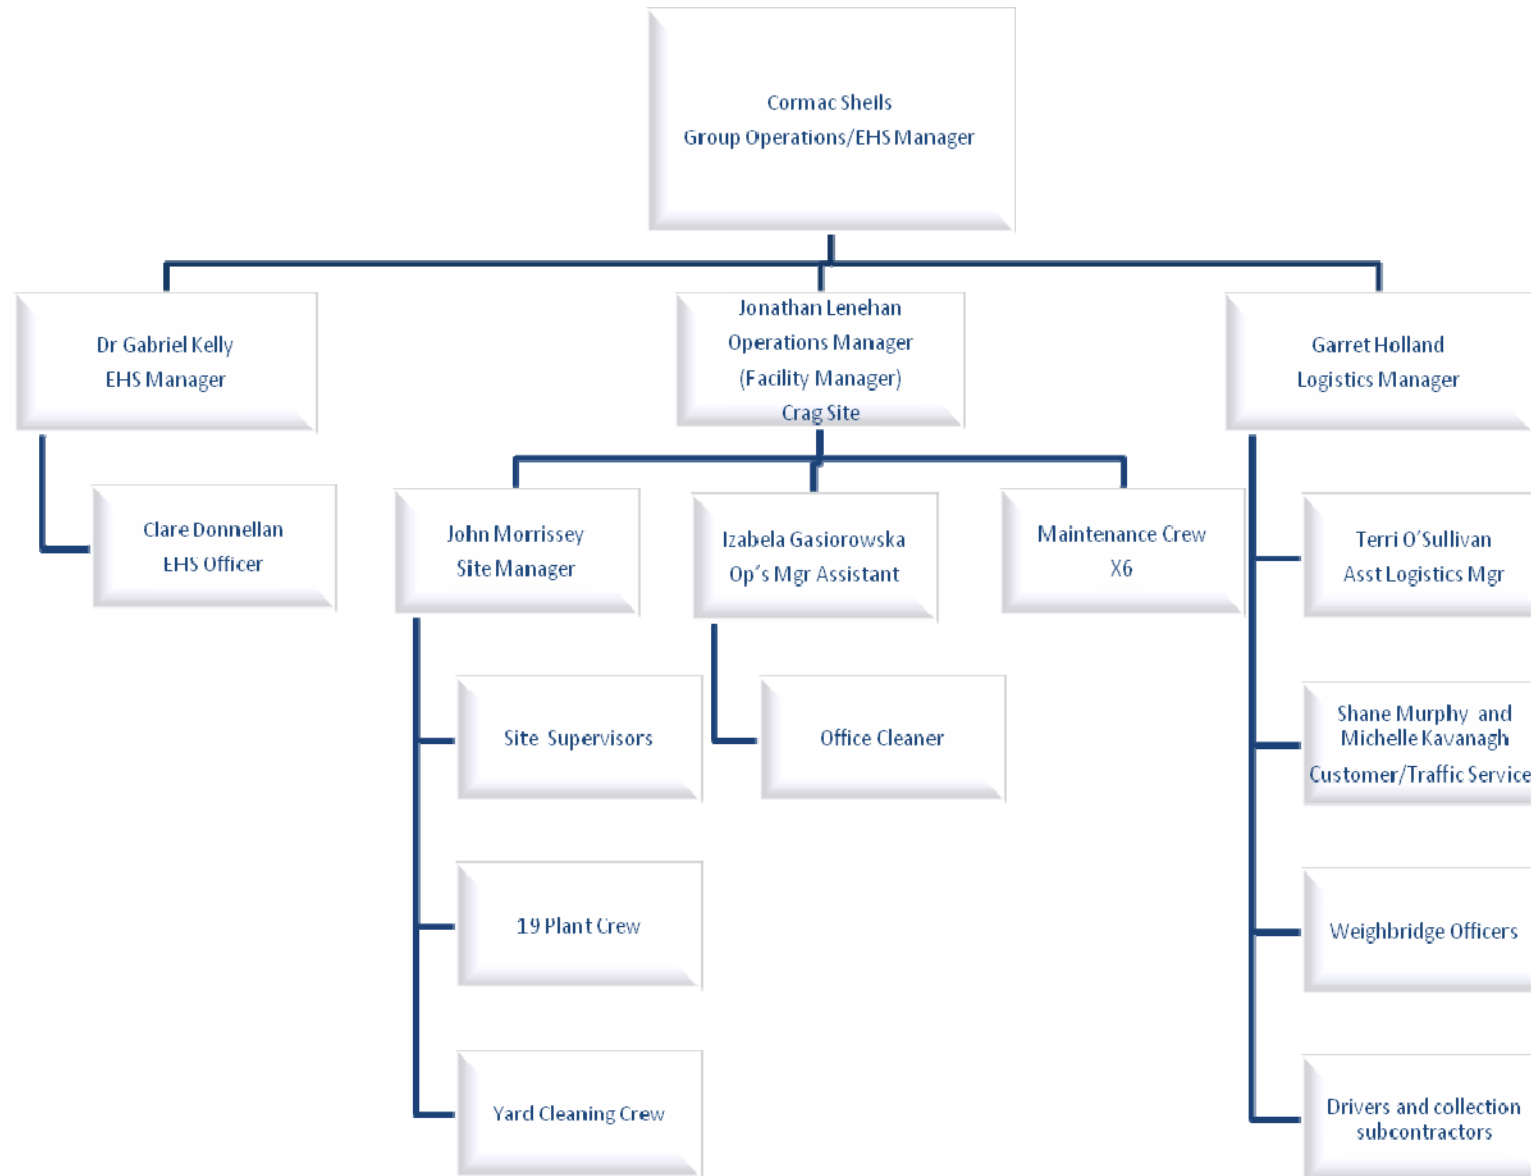 Cormac Sheils
Group Operations/EHS Manager
Dr Gabriel Kelly
EHS Manager
Jonathan Lenehan
Operations Manager
(Facility Manager)
Crag Site
Garret Holland
Logistics Manager
Clare Donnellan
EHS Officer
John Morrissey
Site Manager
Izabela Gasiorowska
Op's Mgr Assistant
Maintenance Crew
X6
Terri O'Sullivan
Asst Logistics Mgr
Site Supervisors
Office Cleaner
Shane Murphy and
Michelle Kavanagh
Customer/Traffic Service
19 Plant Crew
Weighbridge Officers
Yard Cleaning Crew
Drivers and collection
subcontractors